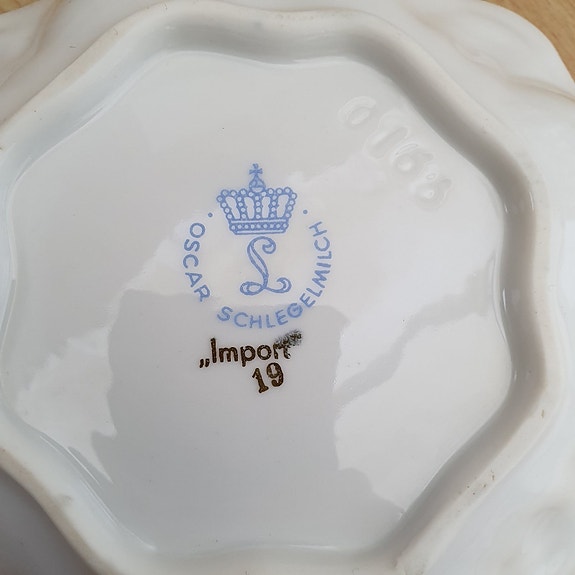 OSCAR SCHLEGELMILCH
L
„Import"
19